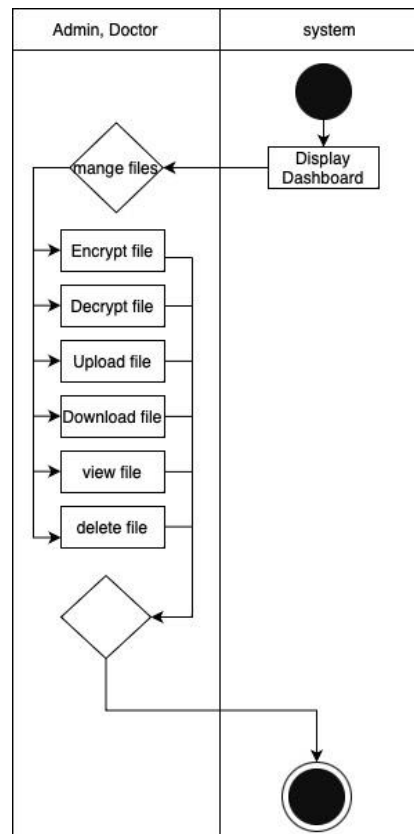 Admin, Doctor
system
Display
Dashboard
mange files
Encrypt file
Decrypt file
Upload file
Download file
view file
delete file